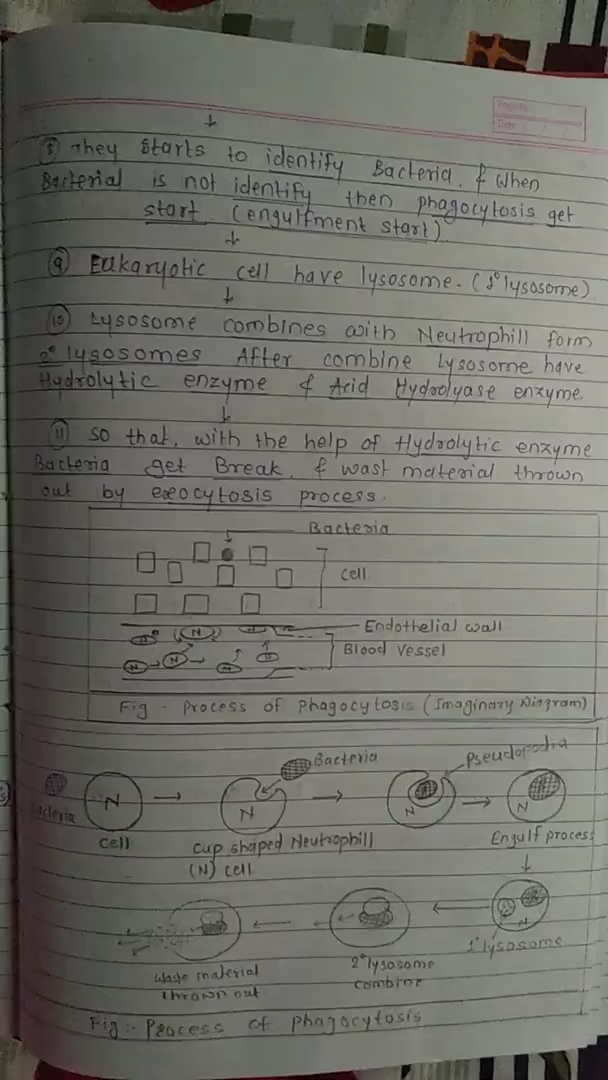 ↓
⑧ They starts to identify Bacteria. & when
Bacterial is not identify then phagocytosis get
start. (engulfment start)
↓
⑨ Eukaryotic cell have lysosome. (1° lysosome)
↓
⑩ Lysosome combines with Neutrophill form
2° lysosomes After combine Lysosome have
Hydrolytic enzyme & Acid Hydrolyase enzyme.
↓
⑪ so that, with the help of Hydrolytic enzyme
Bacteria get Break. & wast material thrown
out by exocytosis process.
Bacteria
cell
Endothelial wall
Blood vessel
N
N N N N
Fig - Process of Phagocytosis (Imaginary Diagram)
Bacteria
Pseudopodia
N N N N
Bacteria
cell
cup shaped Neutrophill
(N) cell
Engulf process
N
1° lysosome
2° lysosome
combine
Waste material
thrown out.
Fig :- Process of phagocytosis